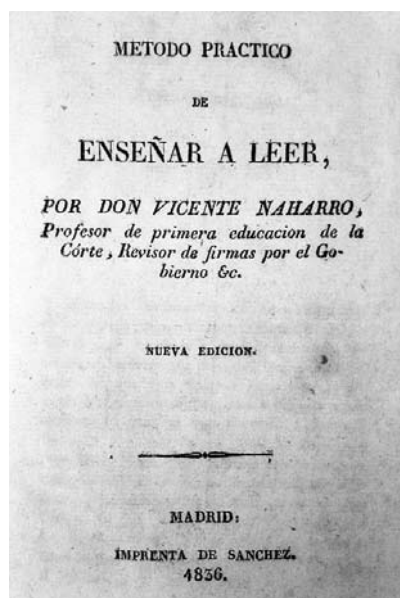 METODO PRACTICO
DE
ENSEÑAR A LEER,
POR DON VICENTE NAHARRO,
Profesor de primera educacion de la
Córte, Revisor de firmas por el Go-
bierno &c.
NUEVA EDICION.
MADRID:
IMPRENTA DE SANCHEZ.
1836.